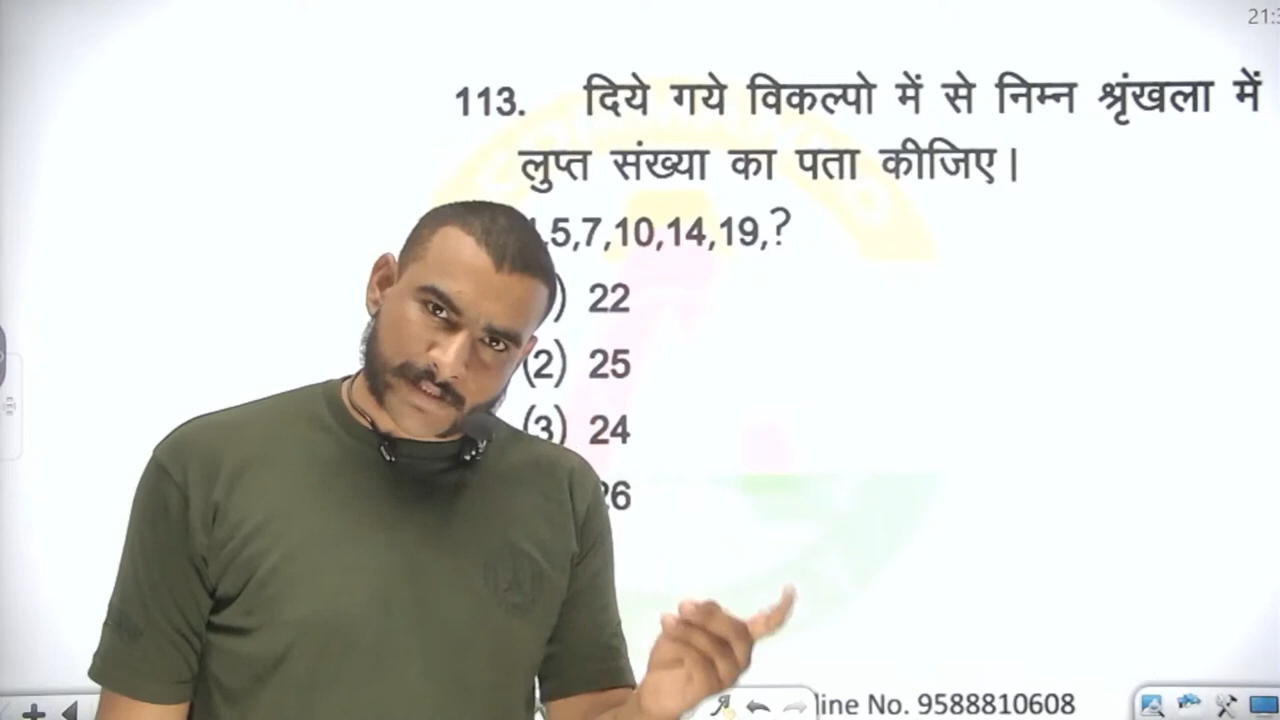 21:3
113. दिये गये विकल्पो में से निम्न श्रृंखला में
लुप्त संख्या का पता कीजिए।
,5,7,10,14,19,?
) 22
(2) 25
(3) 24
26
line No. 9588810608